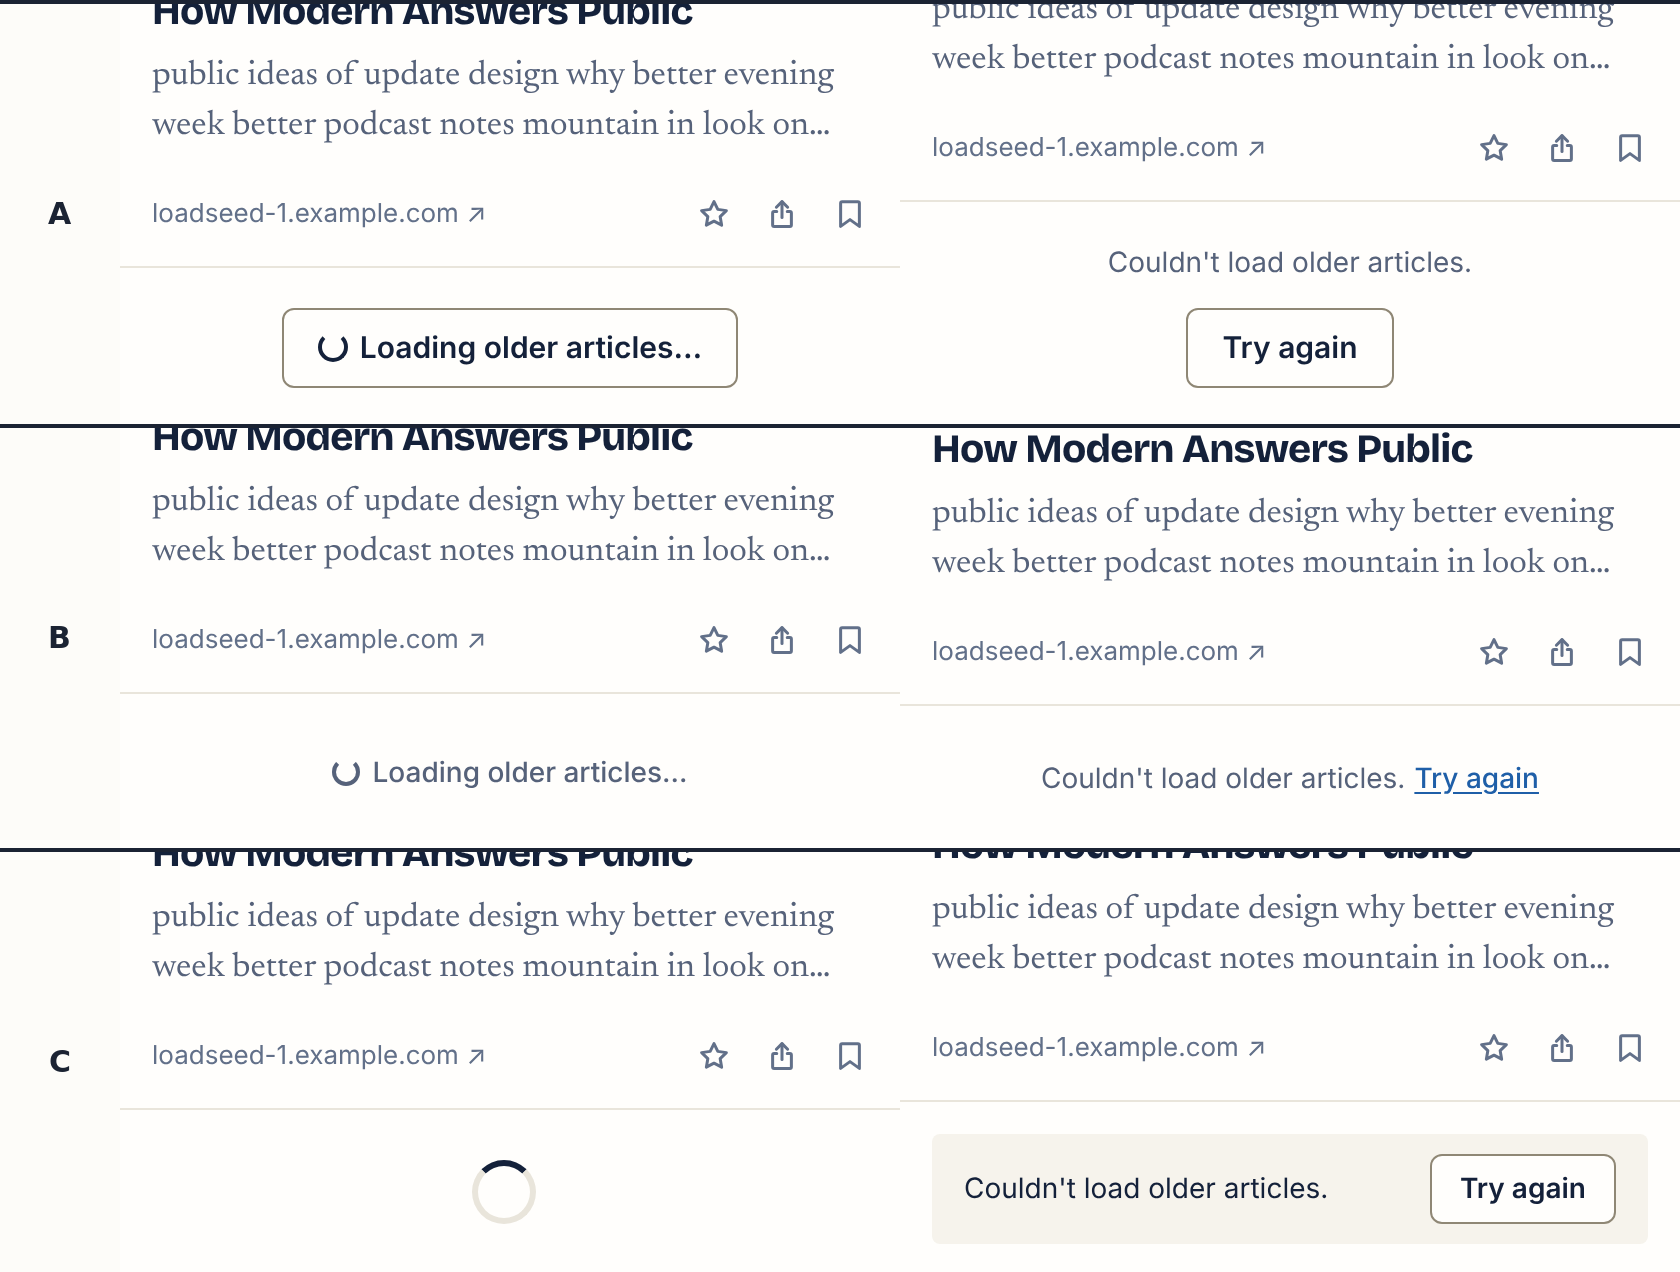 How Modern Answers Public
public ideas of update design why better evening
week better podcast notes mountain in look on...
A
loadseed-1.example.com ↗
Loading older articles...
public ideas of update design why better evening
week better podcast notes mountain in look on...
loadseed-1.example.com ↗
Couldn't load older articles.
Try again
How Modern Answers Public
public ideas of update design why better evening
week better podcast notes mountain in look on...
B
loadseed-1.example.com ↗
Loading older articles...
How Modern Answers Public
public ideas of update design why better evening
week better podcast notes mountain in look on...
loadseed-1.example.com ↗
Couldn't load older articles. Try again
How Modern Answers Public
public ideas of update design why better evening
week better podcast notes mountain in look on...
C
loadseed-1.example.com ↗
How Modern Answers Public
public ideas of update design why better evening
week better podcast notes mountain in look on...
loadseed-1.example.com ↗
Couldn't load older articles.
Try again